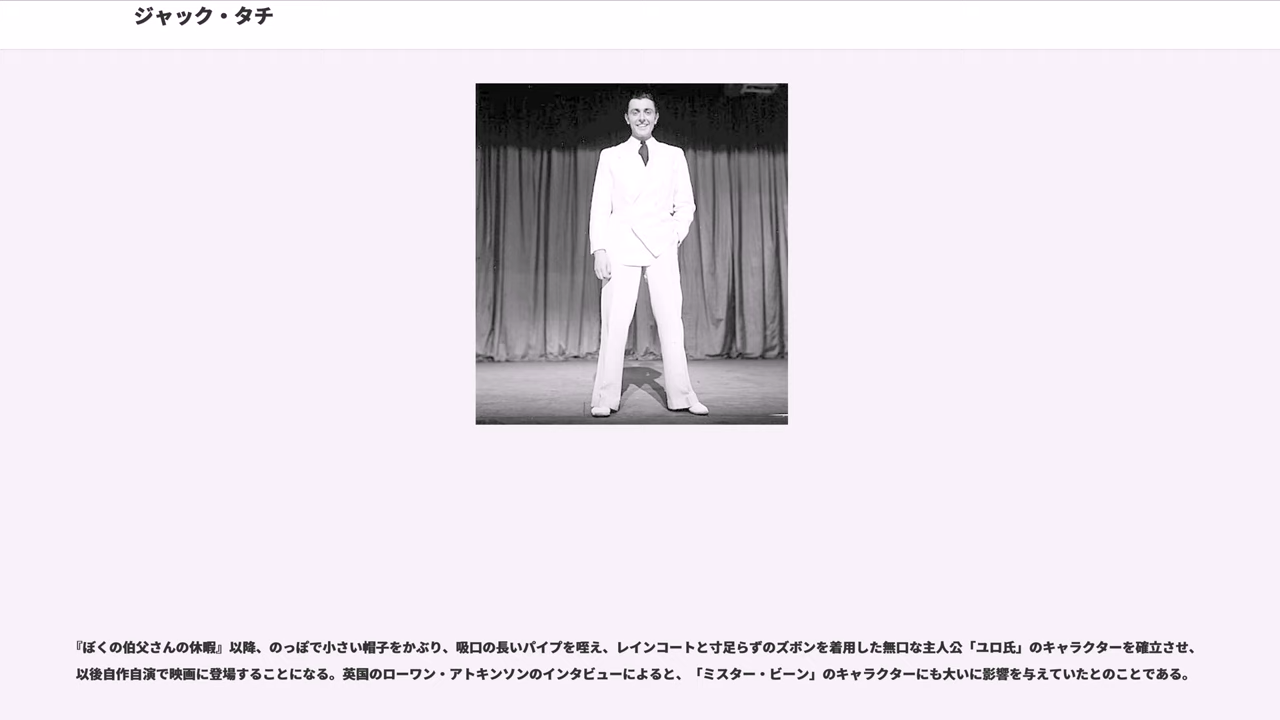 ジャック・タチ
『ぼくの伯父さんの休暇』以降、のっぽで小さい帽子をかぶり、吸口の長いパイプを咥え、レインコートと寸足らずのズボンを着用した無口な主人公「ユロ氏」のキャラクターを確立させ、
以後自作自演で映画に登場することになる。英国のローワン・アトキンソンのインタビューによると、「ミスター・ビーン」のキャラクターにも大いに影響を与えていたとのことである。